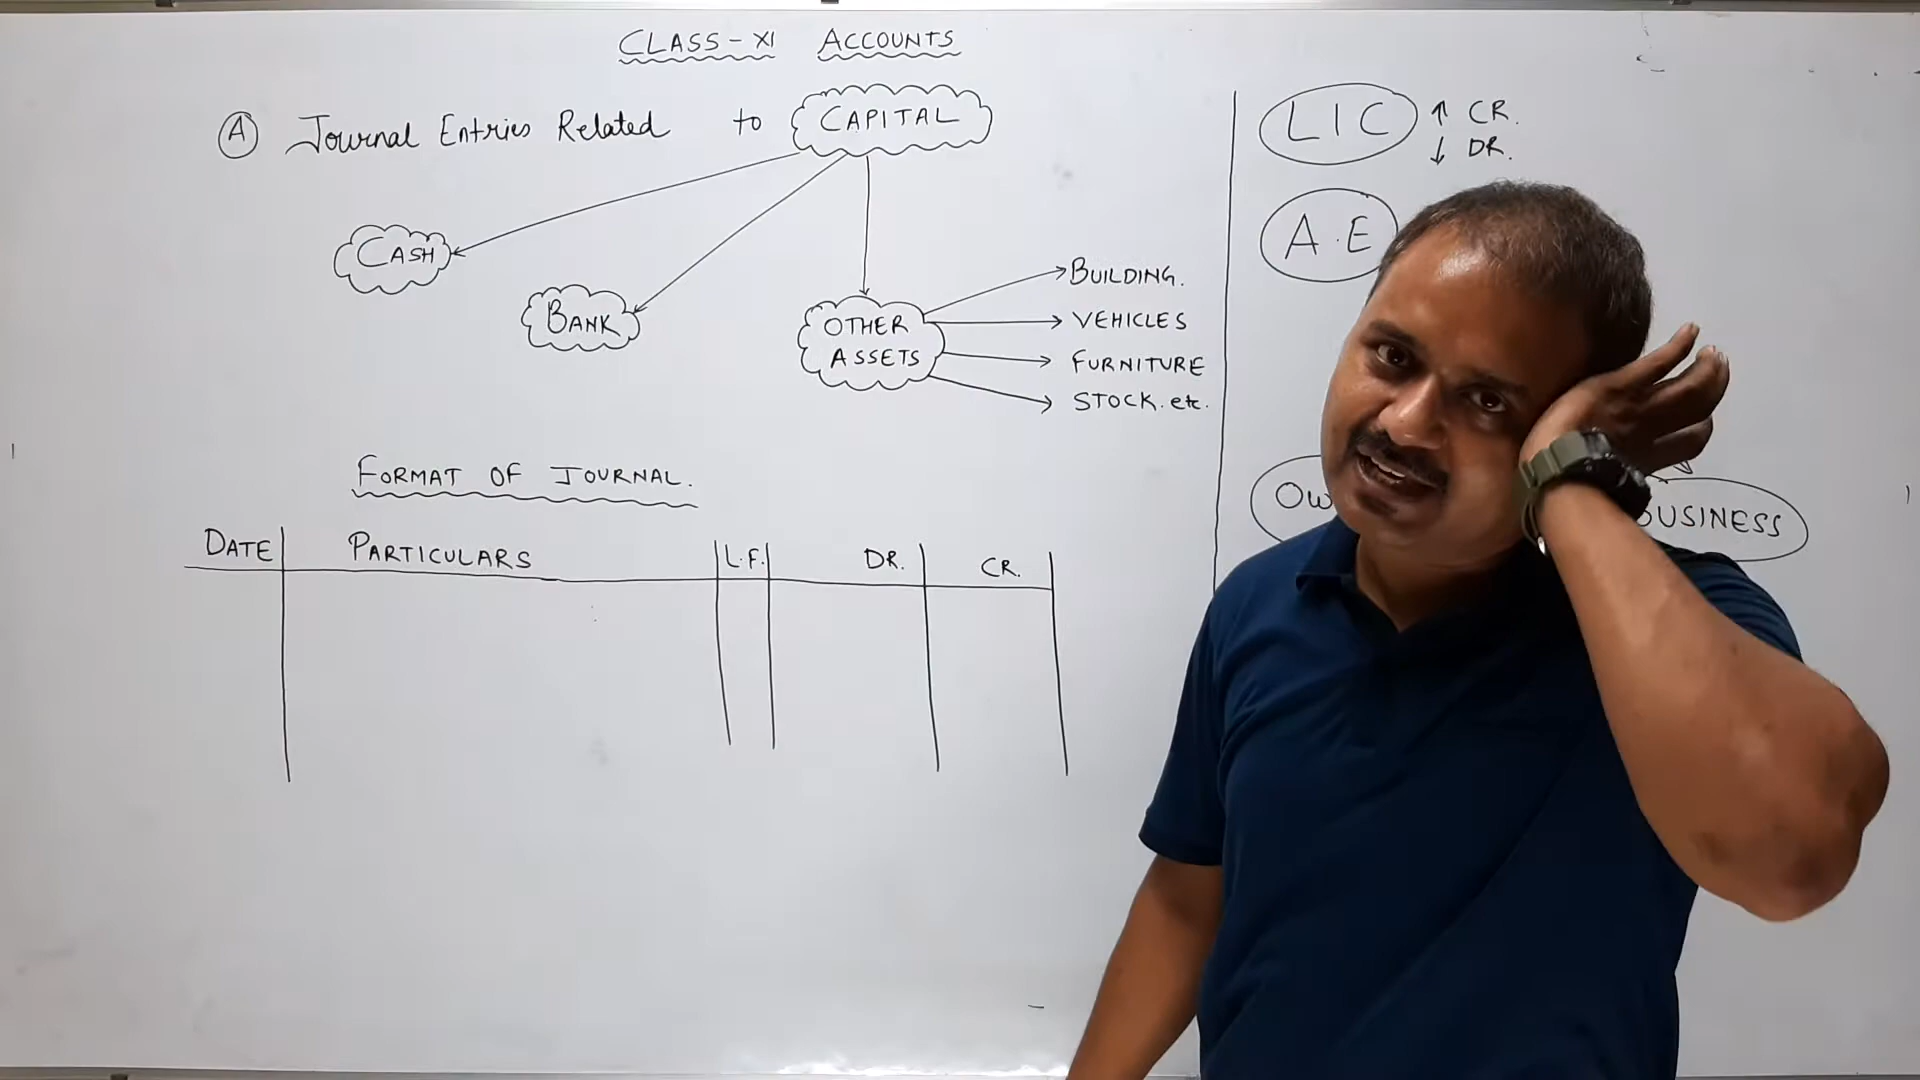 CLASS-XI ACCOUNTS
A Journal Entries Related to CAPITAL
CASH
BANK
OTHER
ASSETS
BUILDING.
VEHICLES
FURNITURE
STOCK. etc.
FORMAT OF JOURNAL.
DATE PARTICULARS L.F. DR. CR.
LIC ↑ CR.
↓ DR.
A.E
BUSINESS